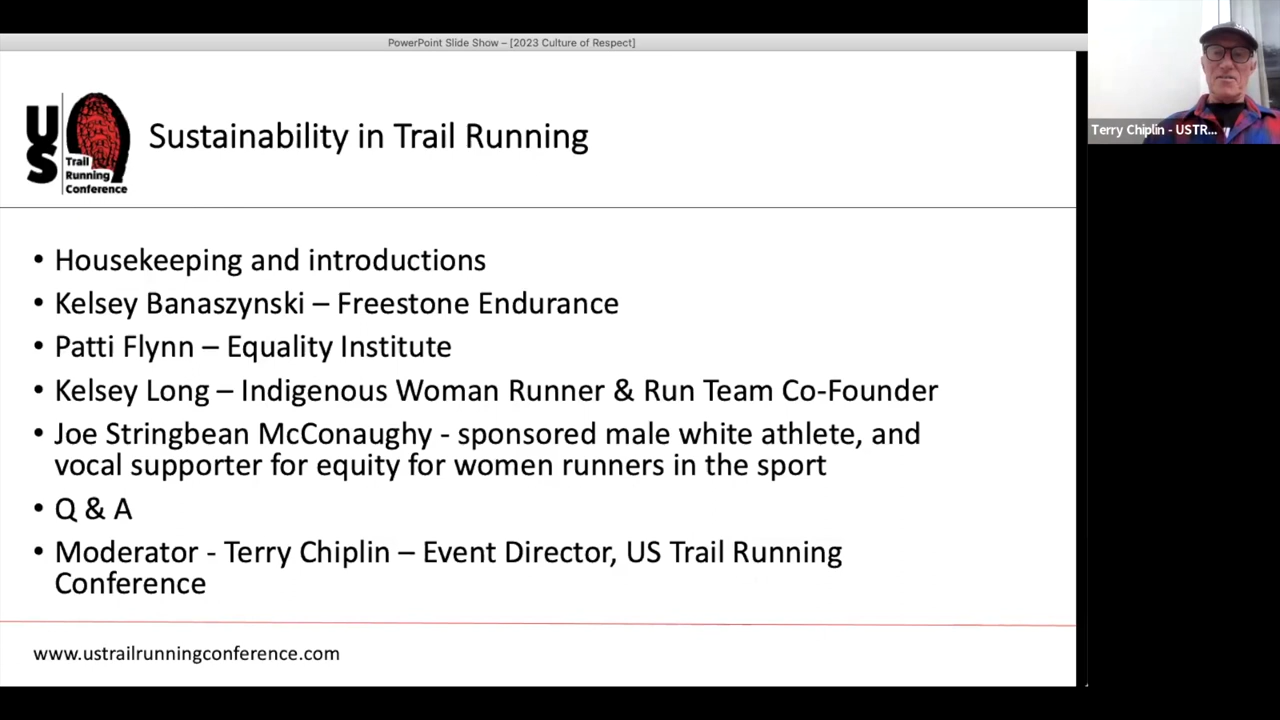 PowerPoint Slide Show – [2023 Culture of Respect]
US
Trail
Running
Conference
Sustainability in Trail Running
Terry Chiplin - USTR...
• Housekeeping and introductions
• Kelsey Banaszynski – Freestone Endurance
• Patti Flynn – Equality Institute
• Kelsey Long – Indigenous Woman Runner & Run Team Co-Founder
• Joe Stringbean McConaughy - sponsored male white athlete, and
vocal supporter for equity for women runners in the sport
• Q & A
• Moderator - Terry Chiplin – Event Director, US Trail Running
Conference
www.ustrailrunningconference.com